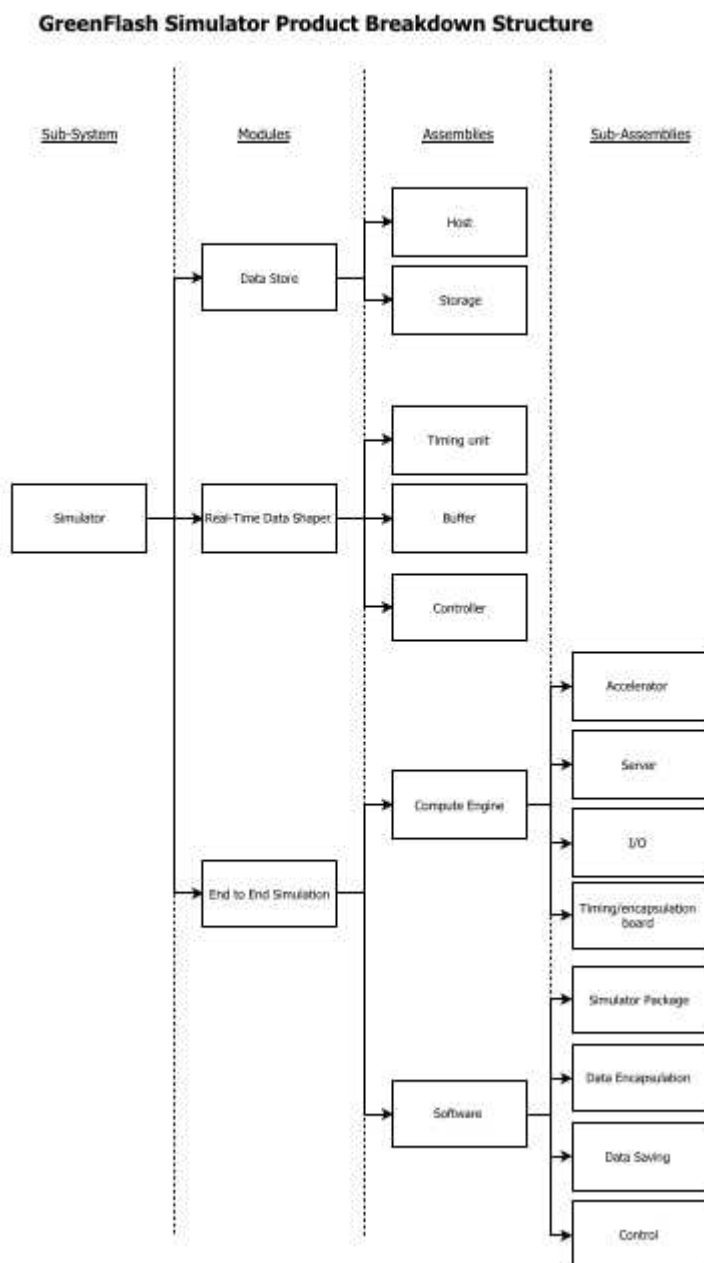 GreenFlash Simulator Product Breakdown Structure
Sub-System
Modules
Assemblies
Sub-Assemblies
Host
Data Store
Storage
Timing unit
Simulator
Real-Time Data Shaper
Buffer
Controller
Accelerator
Server
Compute Engine
I/O
End to End Simulation
Timing/encapsulation
board
Simulator Package
Data Encapsulation
Software
Data Saving
Control